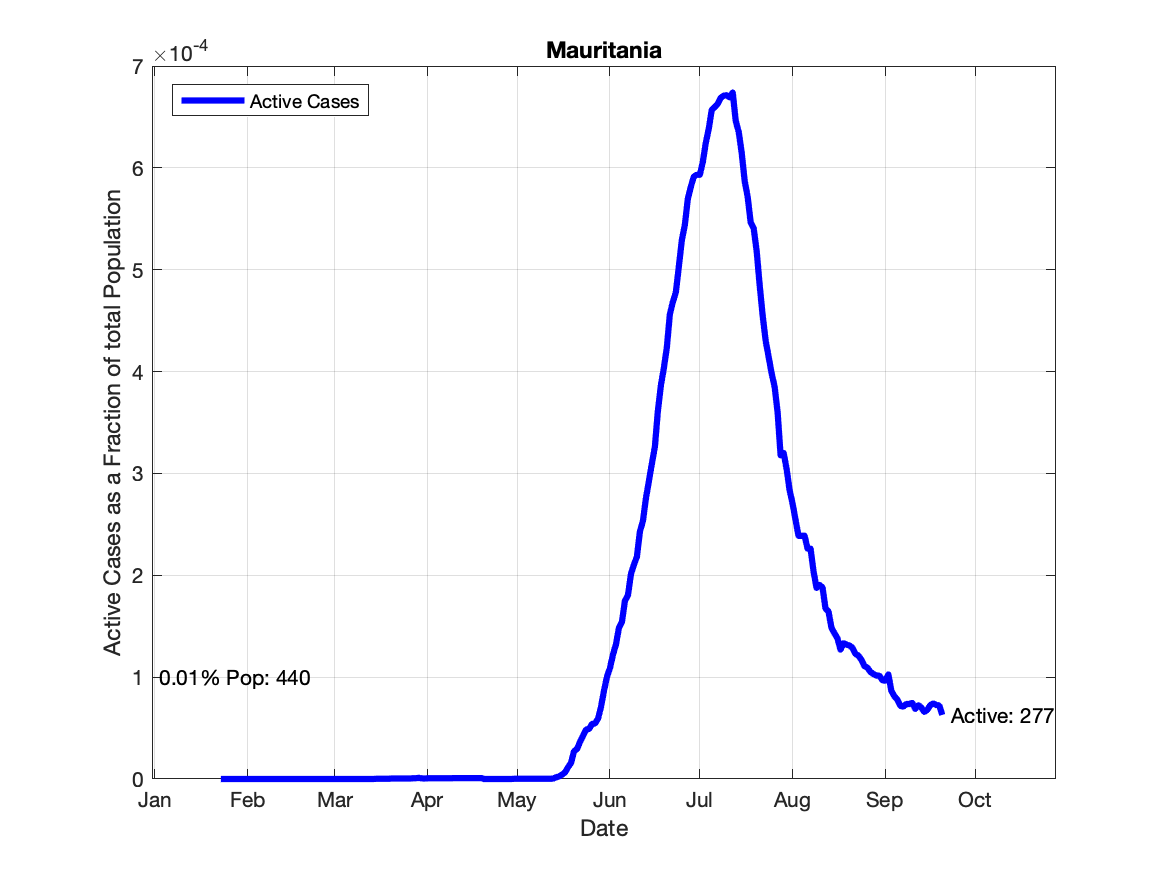 Mauritania
×10-4
Active Cases
7
6
5
4
3
2
1
0
Active Cases as a Fraction of total Population
0.01% Pop: 440
Active: 277
Jan Feb Mar Apr May Jun Jul Aug Sep Oct
Date